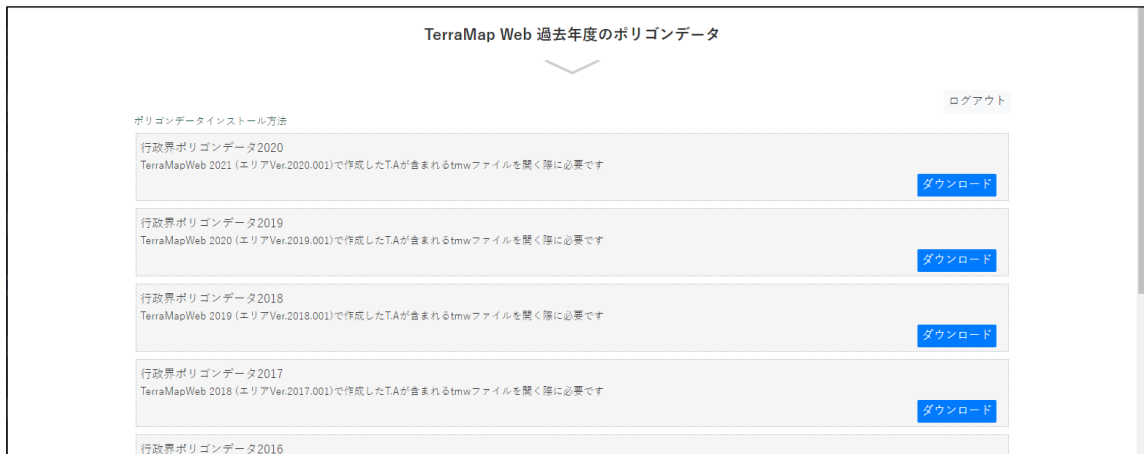 TerraMap Web 過去年度のポリゴンデータ
ログアウト
ポリゴンデータインストール方法
行政界ポリゴンデータ2020
TerraMapWeb 2021 (エリアVer.2020.001)で作成したT.Aが含まれるtmwファイルを開く際に必要です
ダウンロード
行政界ポリゴンデータ2019
TerraMapWeb 2020 (エリアVer.2019.001)で作成したT.Aが含まれるtmwファイルを開く際に必要です
ダウンロード
行政界ポリゴンデータ2018
TerraMapWeb 2019 (エリアVer.2018.001)で作成したT.Aが含まれるtmwファイルを開く際に必要です
ダウンロード
行政界ポリゴンデータ2017
TerraMapWeb 2018 (エリアVer.2017.001)で作成したT.Aが含まれるtmwファイルを開く際に必要です
ダウンロード
行政界ポリゴンデータ2016